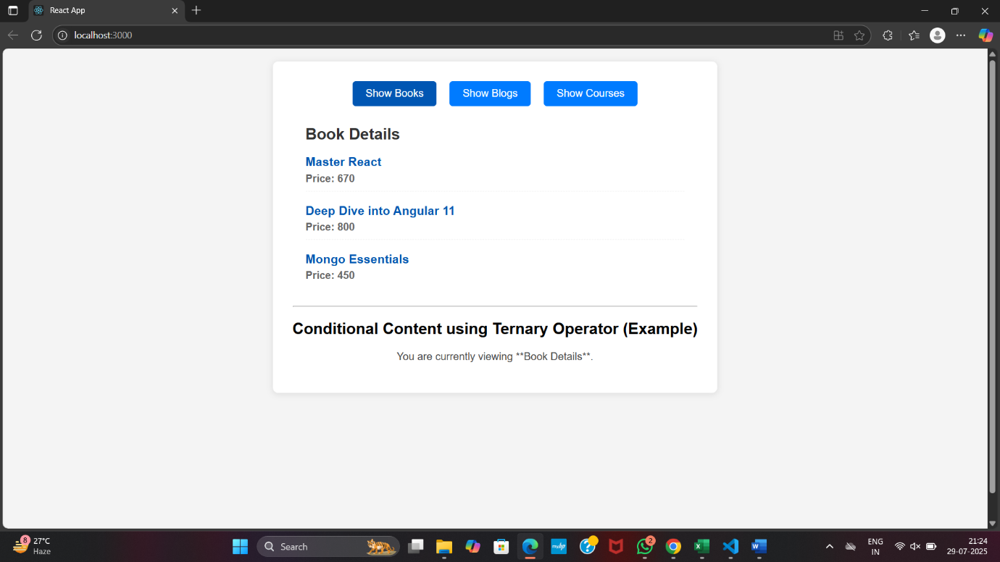 React App
localhost:3000
Show Books Show Blogs Show Courses
Book Details
Master React
Price: 670
Deep Dive into Angular 11
Price: 800
Mongo Essentials
Price: 450
Conditional Content using Ternary Operator (Example)
You are currently viewing **Book Details**.
8 27°C
Haze
Search
myhp
2
ENG
IN
21:24
29-07-2025